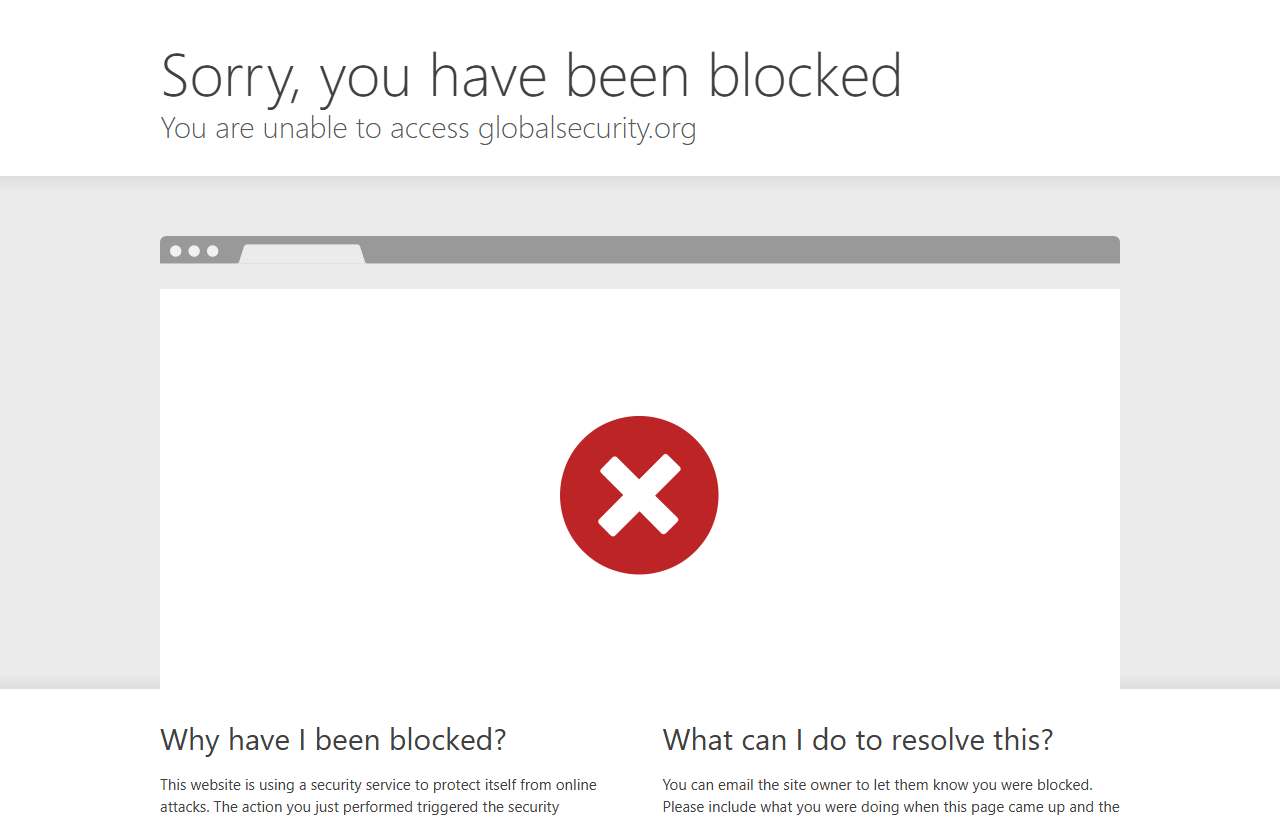 Sorry, you have been blocked
You are unable to access globalsecurity.org
Why have I been blocked?
This website is using a security service to protect itself from online
attacks. The action you just performed triggered the security
What can I do to resolve this?
You can email the site owner to let them know you were blocked.
Please include what you were doing when this page came up and the